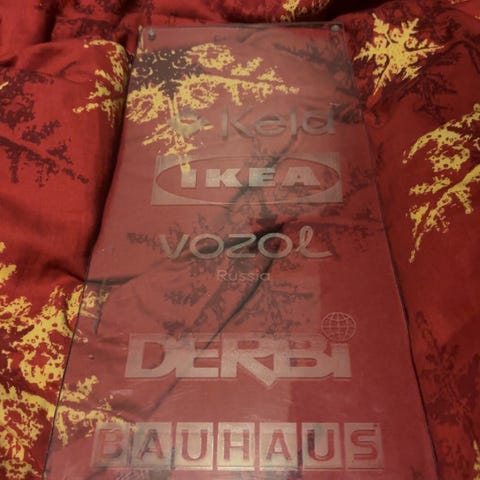 Keld
IKEA
VOZOL
Russia
DERBi
BAUHAUS